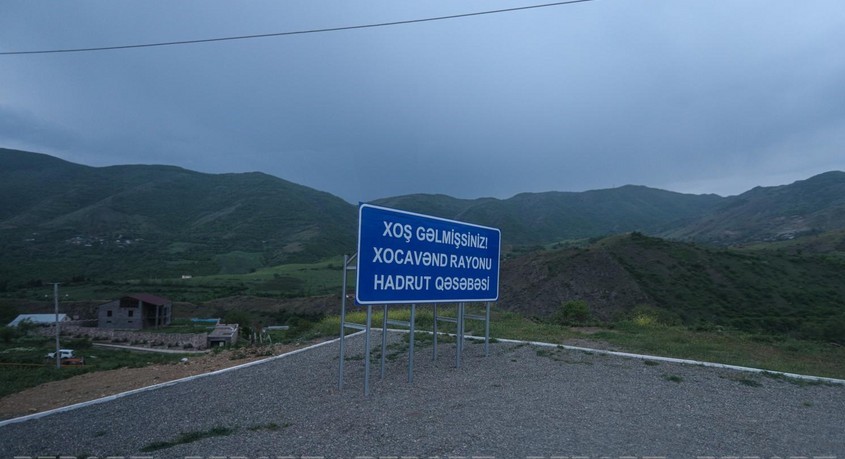 XOŞ GƏLMİŞSİNİZ!
XOCAVƏND RAYONU
HADRUT QƏSƏBƏSİ